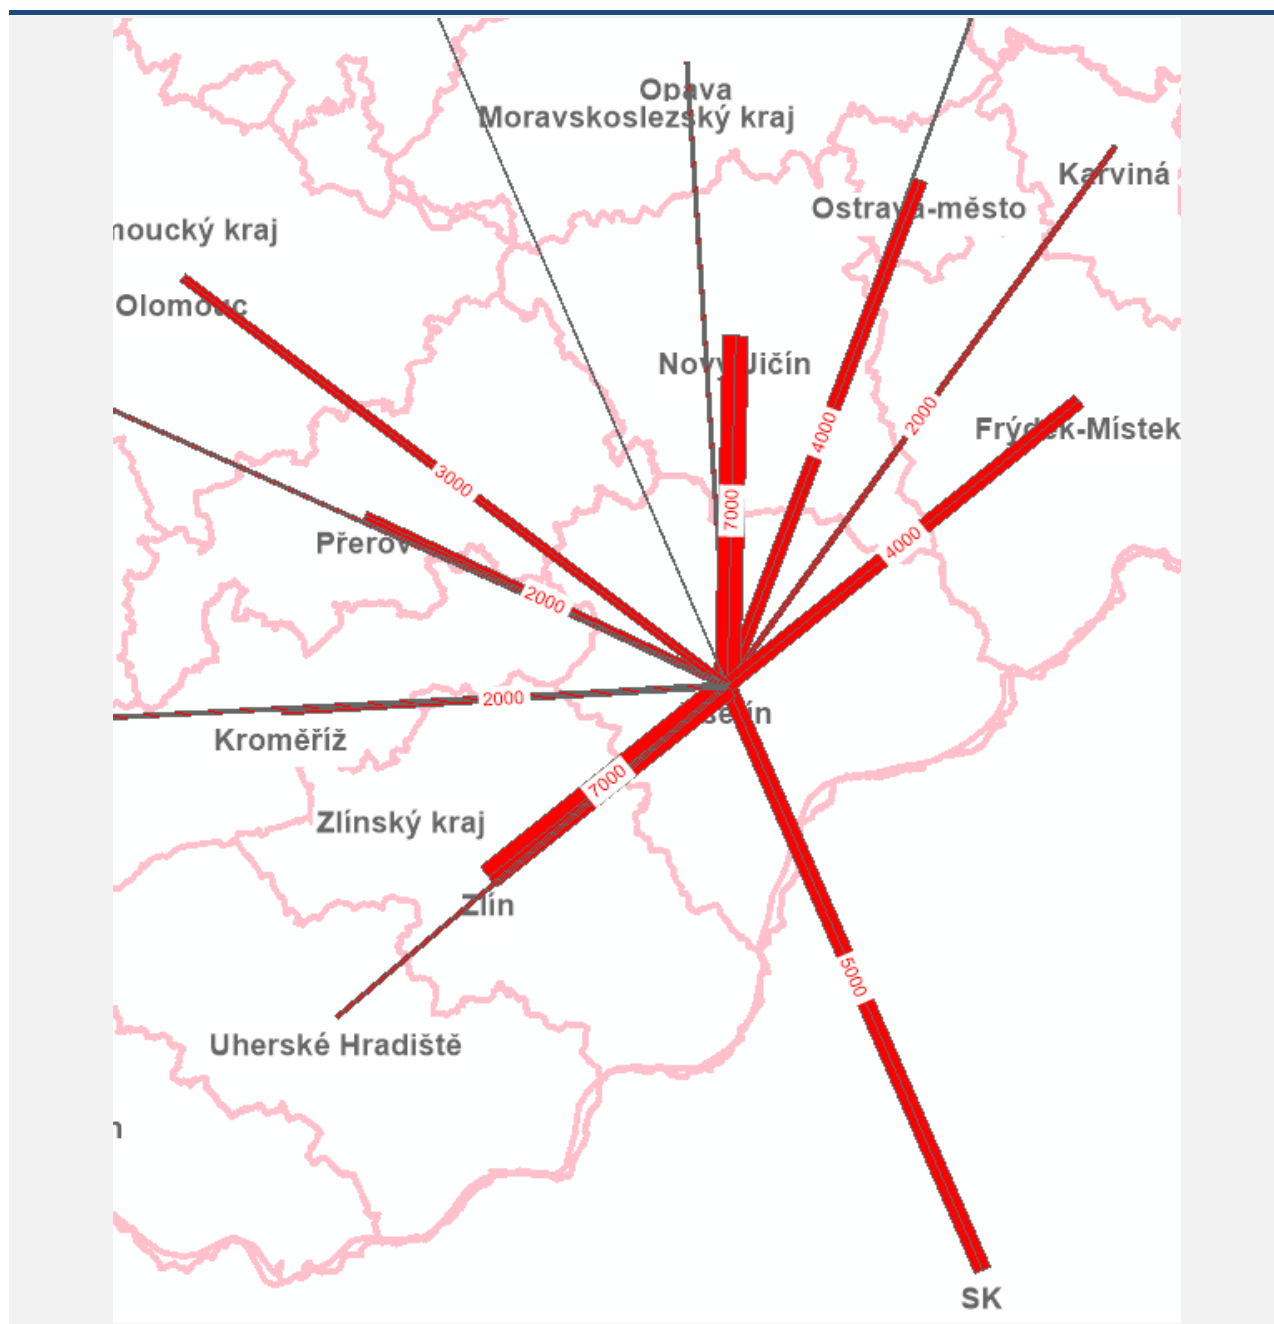 Opava
Moravskoslezský kraj
Karviná
Ostrava-město
moucký kraj
Olomouc
Nový Jičín
2000
4000
Frýdek-Místek
3000
7000
4000
Přerov
2000
2000
Kroměříž
7000
Zlínský kraj
Zlín
5000
Uherské Hradiště
SK